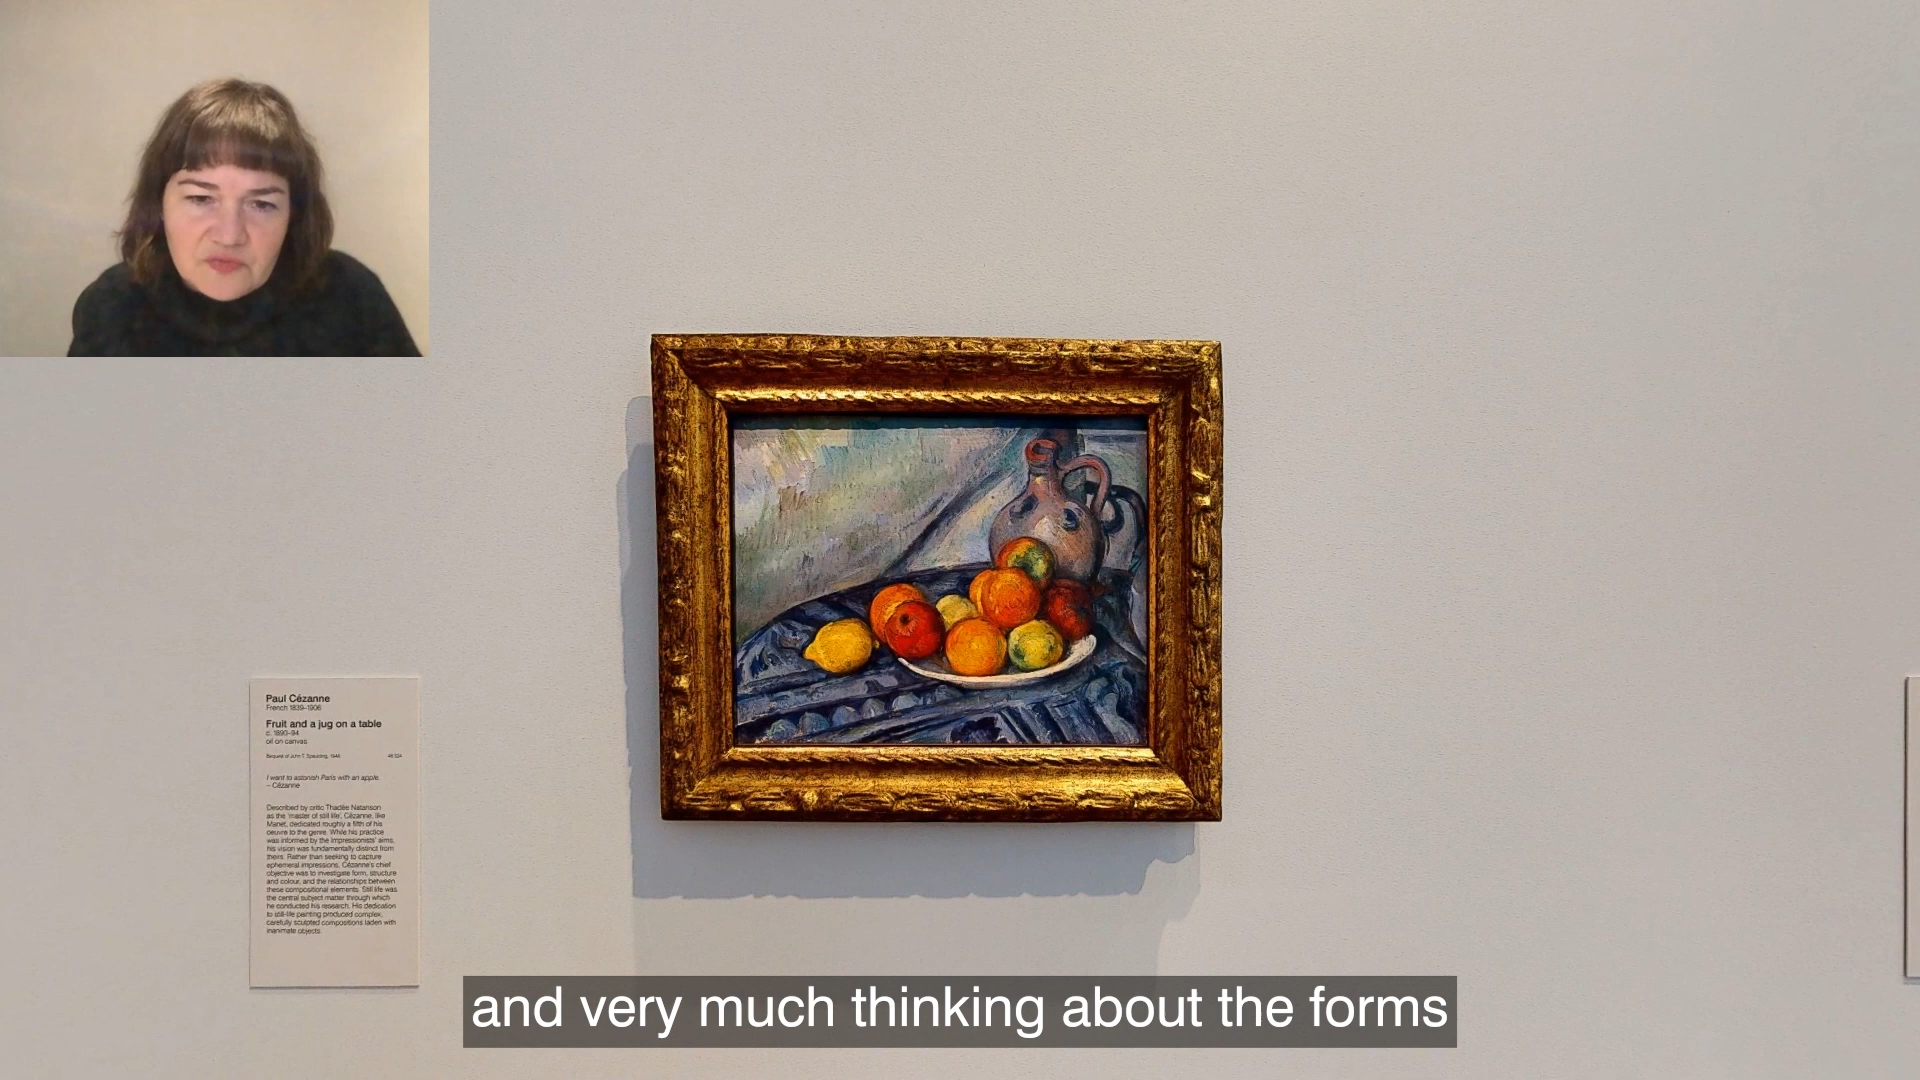 Paul Cézanne
French 1839–1906
Fruit and a jug on a table
c. 1890–94
oil on canvas
Bequest of John T. Spaulding, 1948 48.524
I want to astonish Paris with an apple.
– Cézanne
Described by critic Thadée Natanson
as the 'master of still life', Cézanne, like
Manet, dedicated roughly a fifth of his
oeuvre to the genre. While his practice
was informed by the Impressionists' aims,
his vision was fundamentally distinct from
theirs. Rather than seeking to capture
ephemeral impressions, Cézanne's chief
objective was to investigate form, structure
and colour, and the relationships between
these compositional elements. Still life was
the central subject matter through which
he conducted his research. His dedication
to still-life painting produced complex,
carefully sculpted compositions laden with
inanimate objects.
and very much thinking about the forms